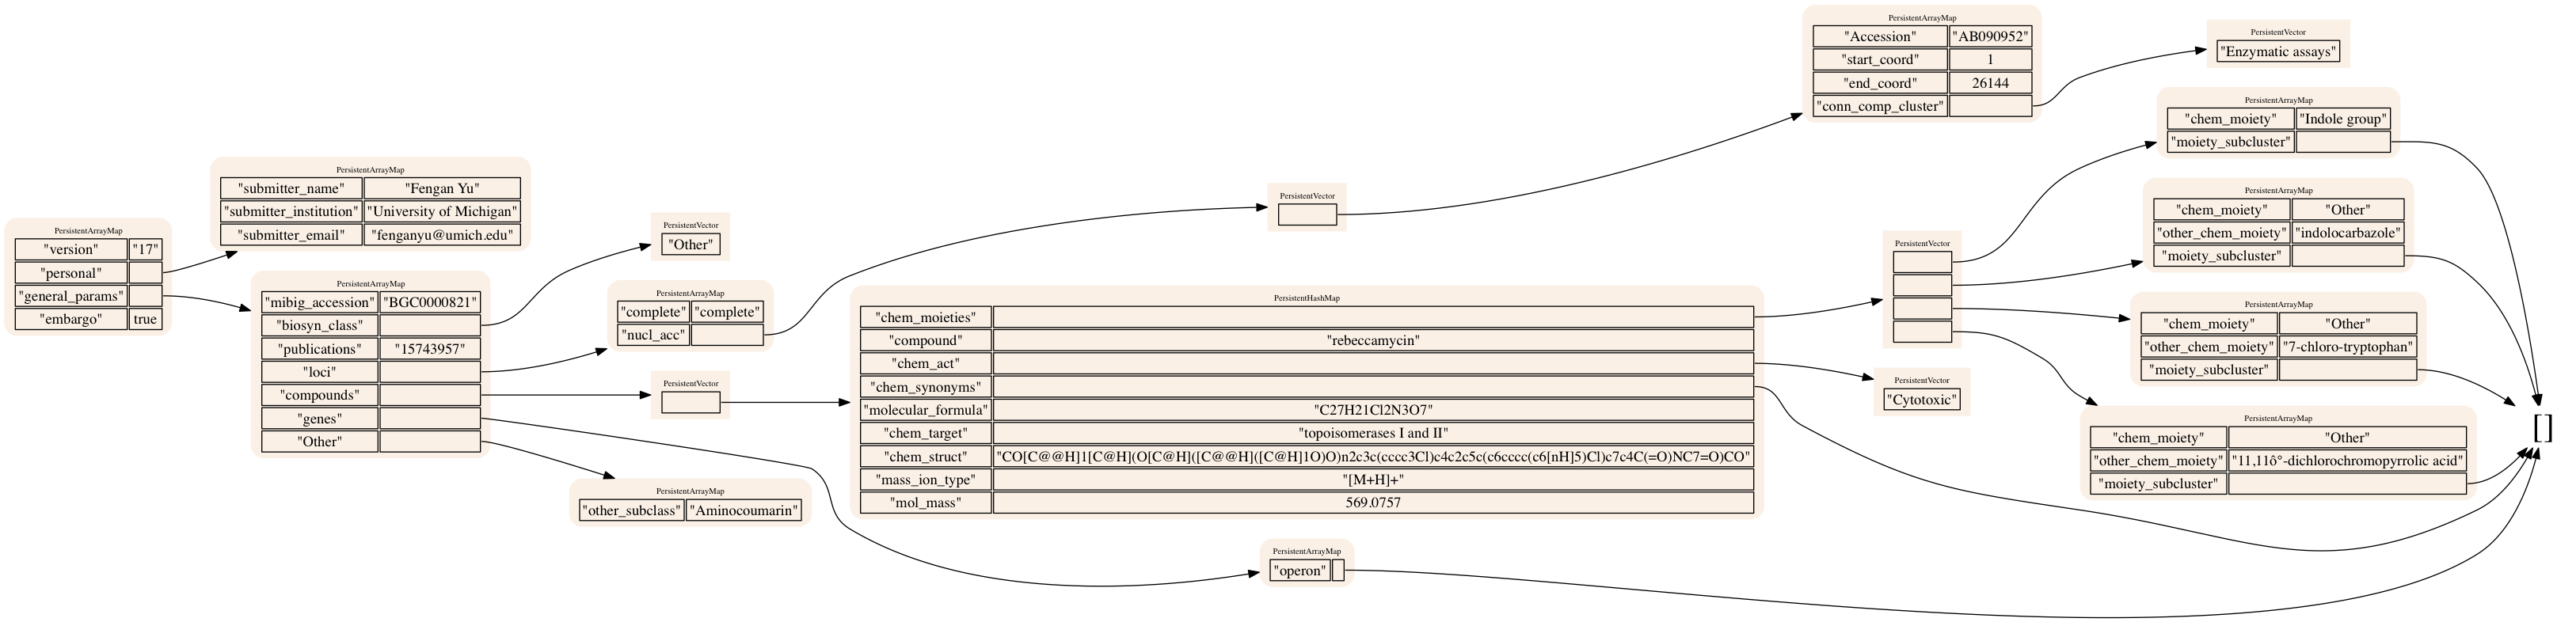 PersistentArrayMap
"version" "17"
"personal"
"general_params"
"embargo" true
PersistentArrayMap
"submitter_name" "Fengan Yu"
"submitter_institution" "University of Michigan"
"submitter_email" "fenganyu@umich.edu"
PersistentArrayMap
"mibig_accession" "BGC0000821"
"biosyn_class"
"publications" "15743957"
"loci"
"compounds"
"genes"
"Other"
PersistentVector
"Other"
PersistentArrayMap
"complete" "complete"
"nucl_acc"
PersistentVector
PersistentArrayMap
"other_subclass" "Aminocoumarin"
PersistentVector
PersistentHashMap
"chem_moieties"
"compound" "rebeccamycin"
"chem_act"
"chem_synonyms"
"molecular_formula" "C27H21Cl2N3O7"
"chem_target" "topoisomerases I and II"
"chem_struct" "CO[C@@H]1[C@H](O[C@H]([C@@H]([C@H]1O)O)n2c3c(cccc3Cl)c4c2c5c(c6cccc(c6[nH]5)Cl)c7c4C(=O)NC7=O)CO"
"mass_ion_type" "[M+H]+"
"mol_mass" 569.0757
PersistentArrayMap
"operon"
PersistentArrayMap
"Accession" "AB090952"
"start_coord" 1
"end_coord" 26144
"conn_comp_cluster"
PersistentVector
"Enzymatic assays"
PersistentVector
PersistentVector
"Cytotoxic"
PersistentArrayMap
"chem_moiety" "Indole group"
"moiety_subcluster"
PersistentArrayMap
"chem_moiety" "Other"
"other_chem_moiety" "indolocarbazole"
"moiety_subcluster"
PersistentArrayMap
"chem_moiety" "Other"
"other_chem_moiety" "7-chloro-tryptophan"
"moiety_subcluster"
PersistentArrayMap
"chem_moiety" "Other"
"other_chem_moiety" "11,11ô°-dichlorochromopyrrolic acid"
"moiety_subcluster"
[]